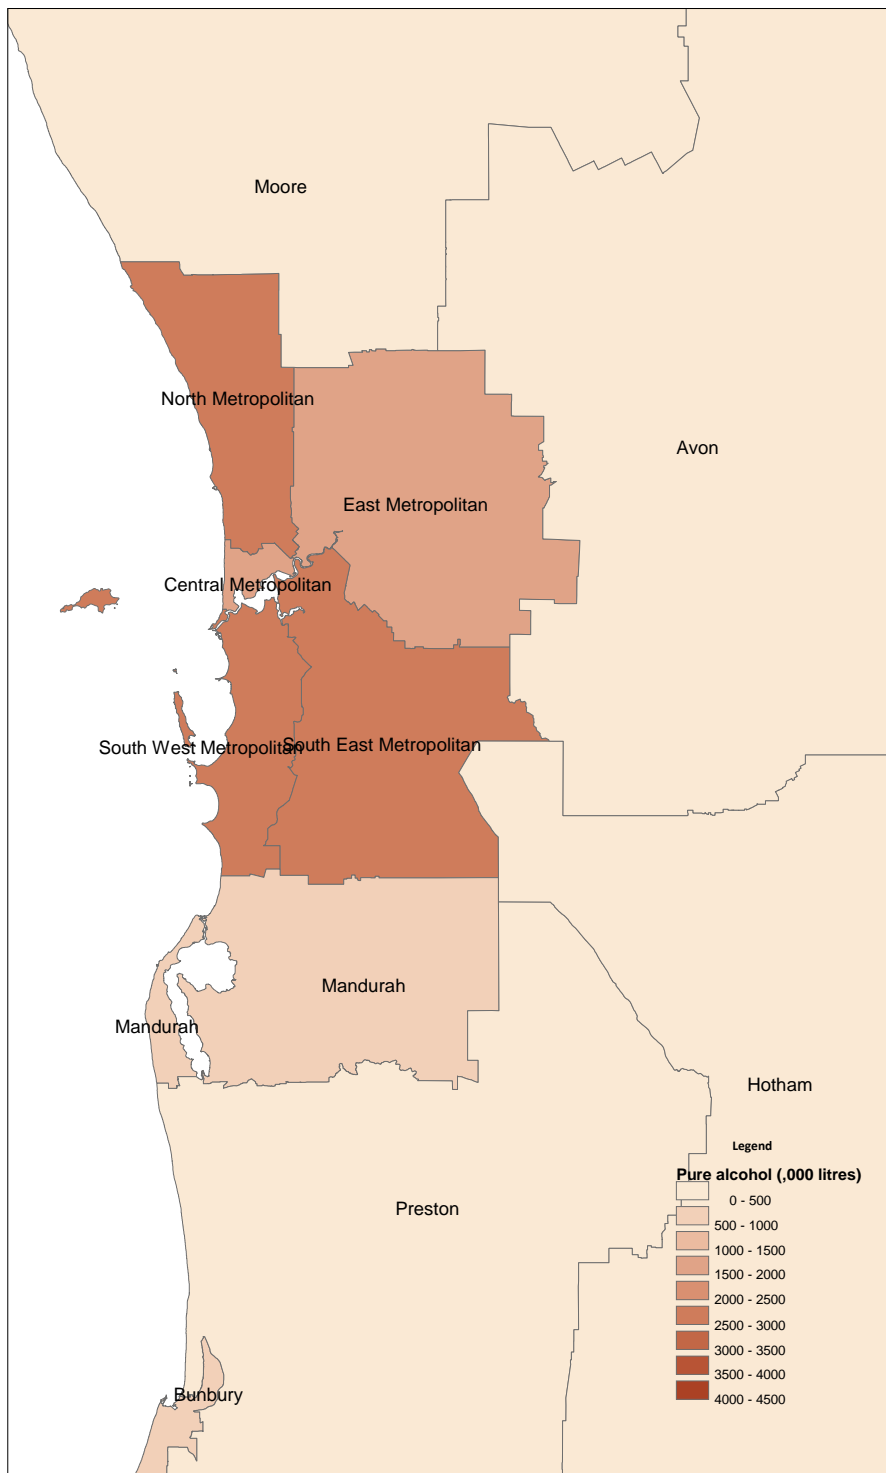 Moore
North Metropolitan
Avon
East Metropolitan
Central Metropolitan
South West Metropolitan
South East Metropolitan
Mandurah
Mandurah
Hotham
Legend
Pure alcohol (,000 litres)
0 - 500
500 - 1000
Preston
1000 - 1500
1500 - 2000
2000 - 2500
2500 - 3000
3000 - 3500
3500 - 4000
Bunbury
4000 - 4500